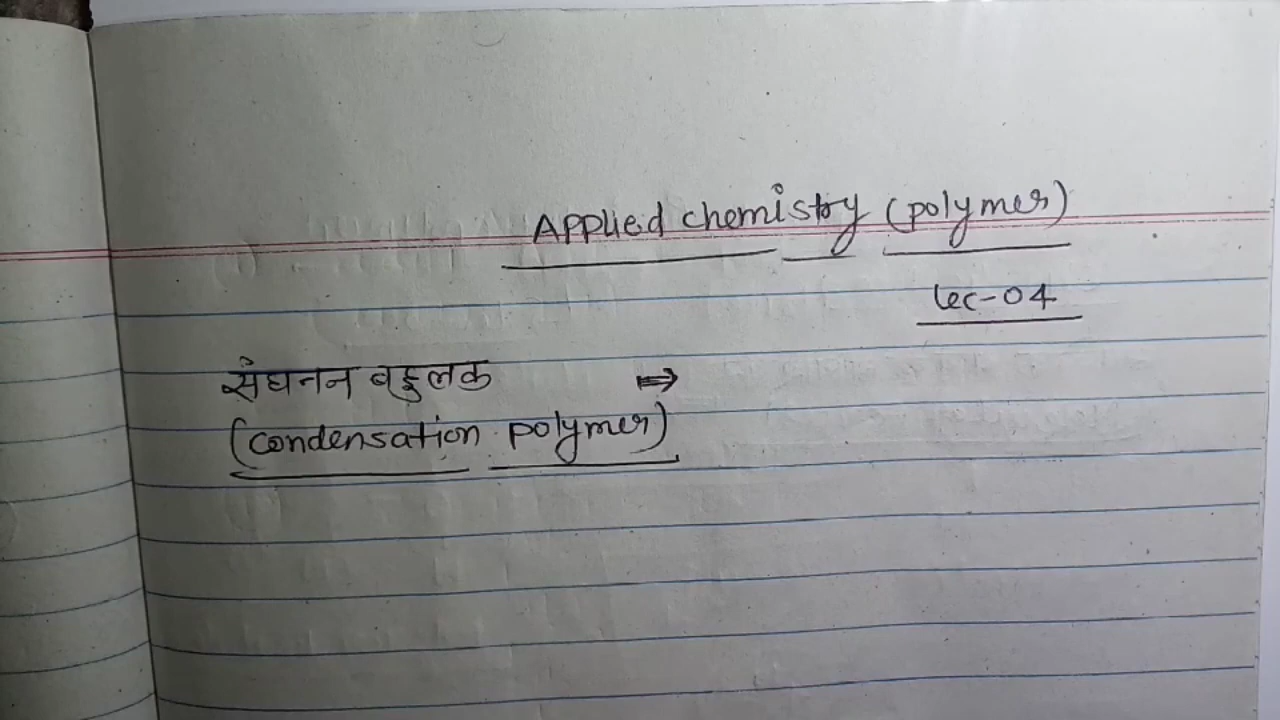 Applied chemistry (polymer)
lec-04
संघनन बहुलक ⇒
(condensation polymer)